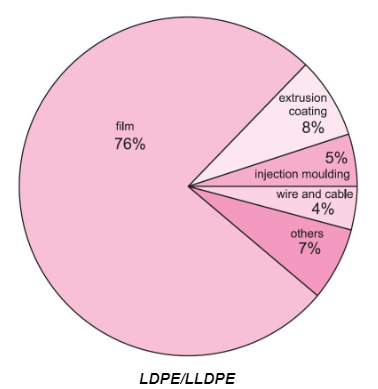 film
76%
extrusion
coating
8%
5%
injection moulding
wire and cable
4%
others
7%
LDPE/LLDPE